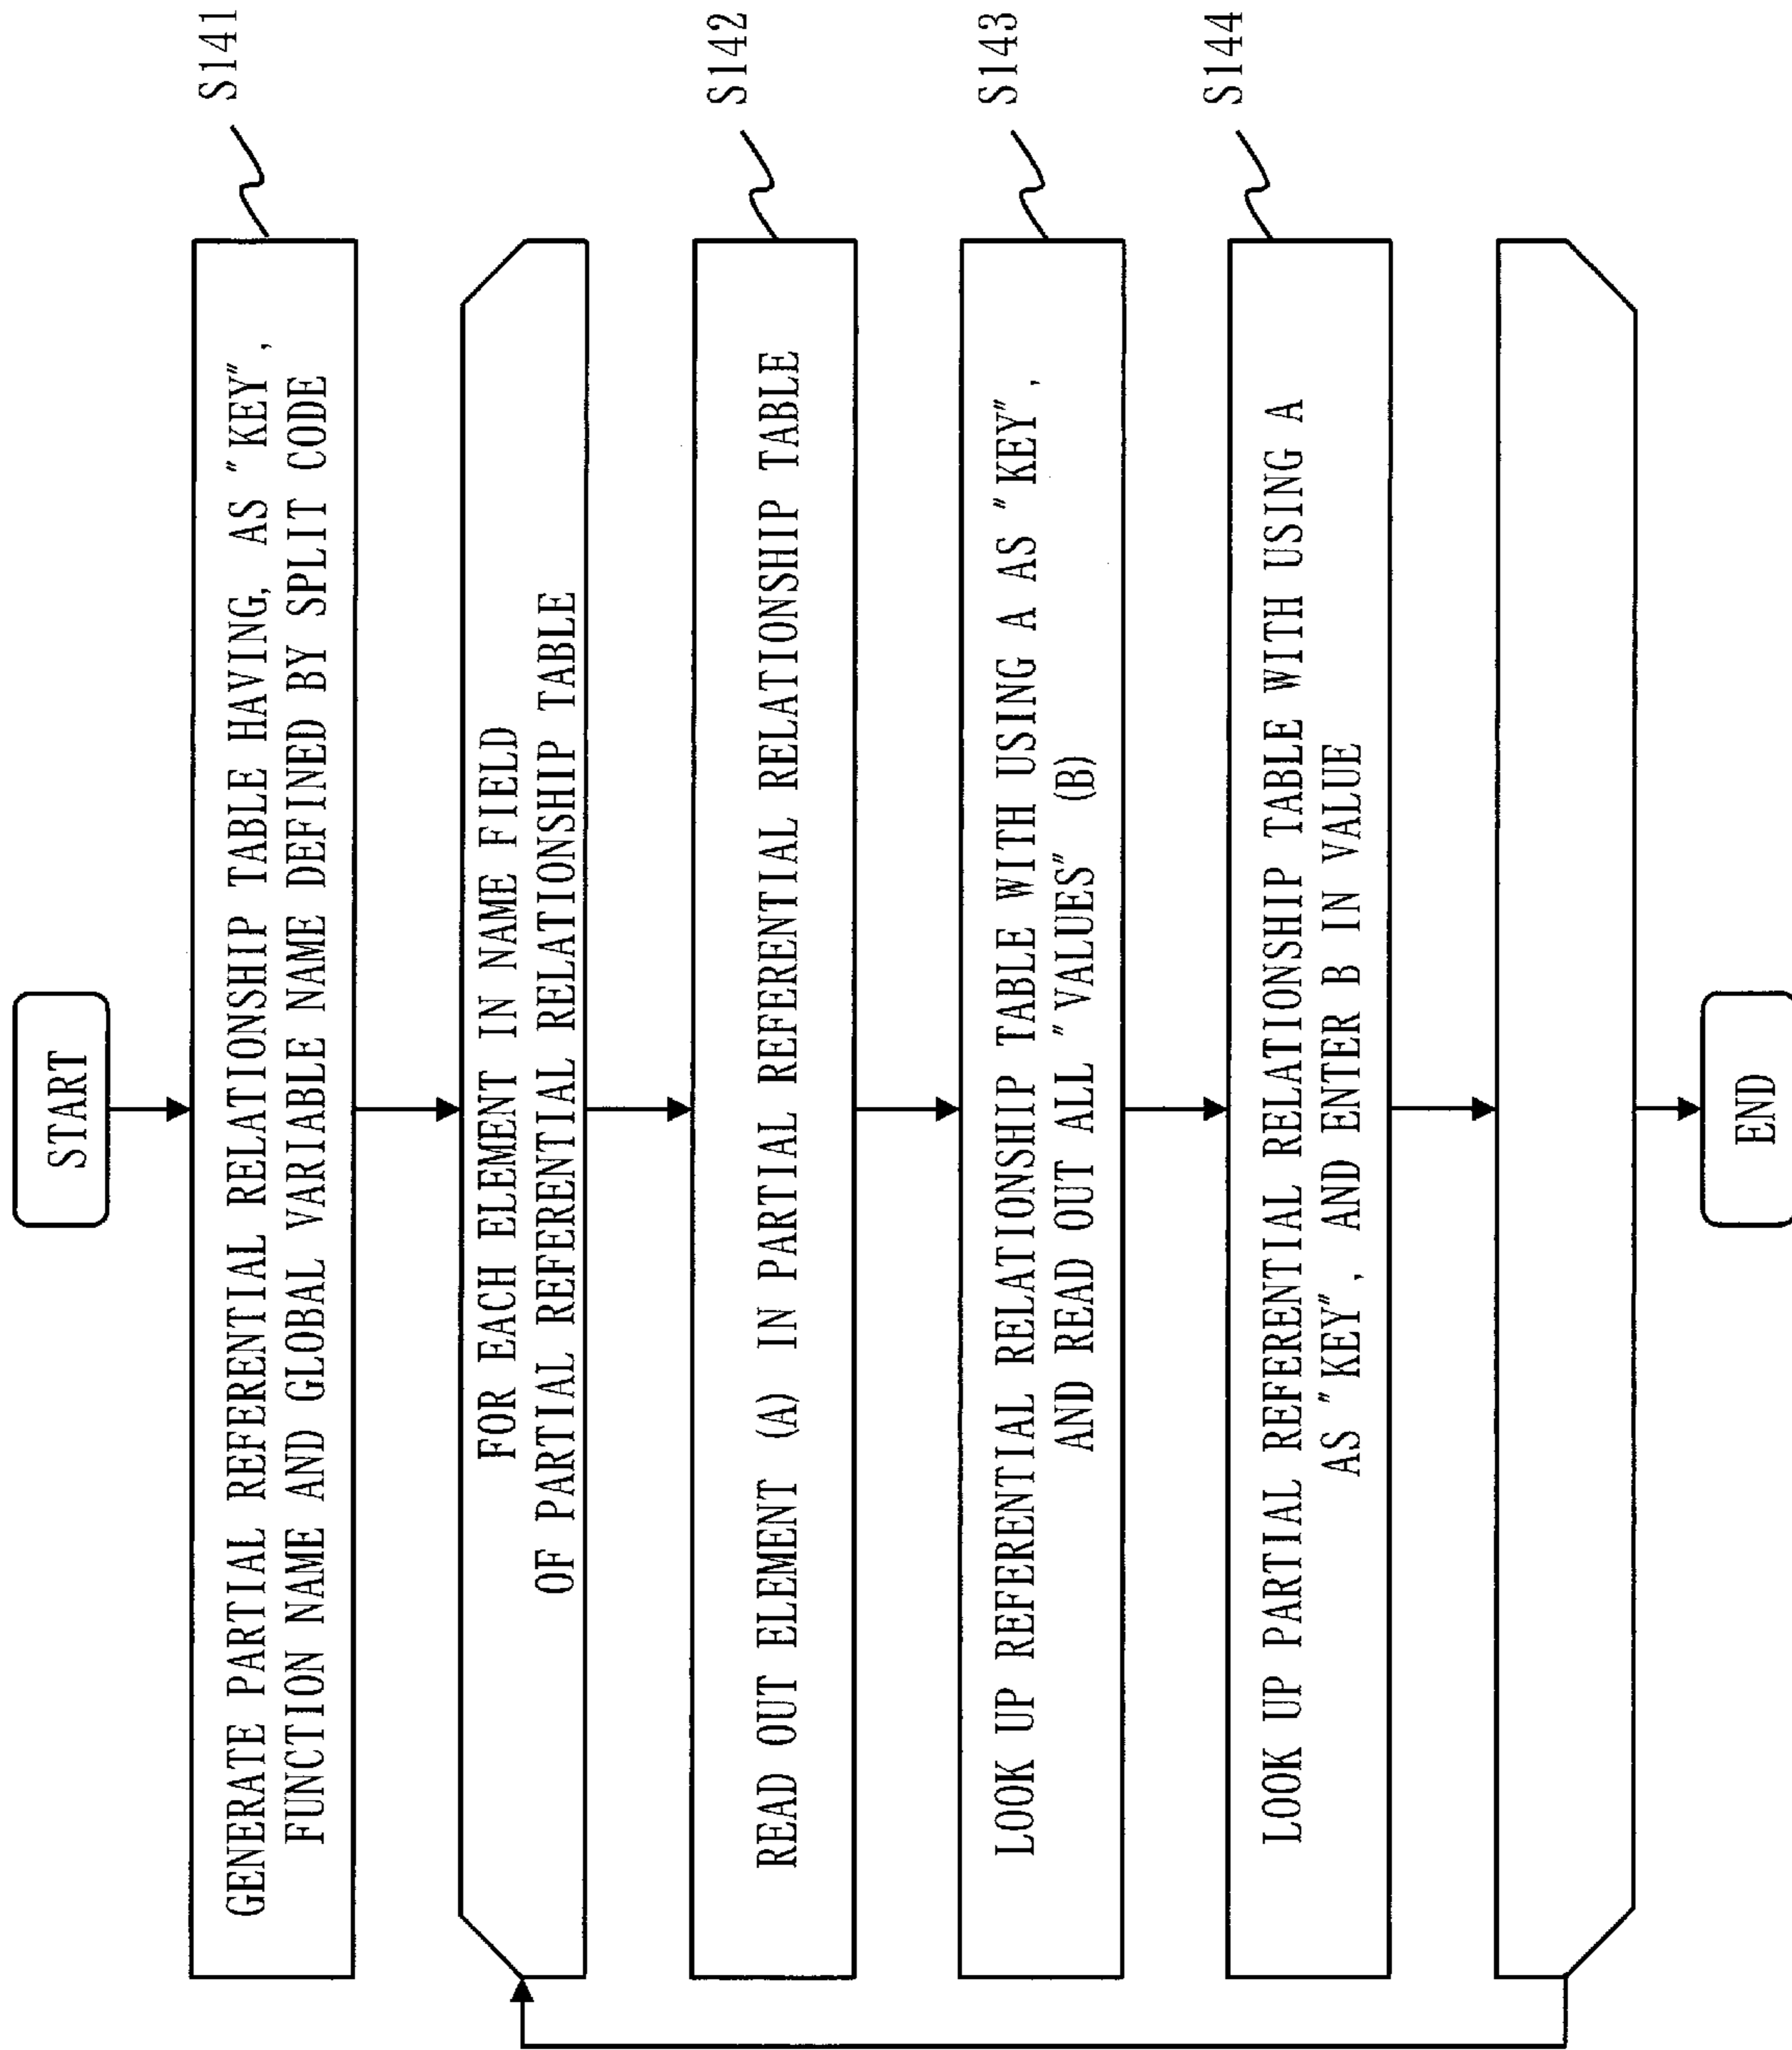 START
GENERATE PARTIAL REFERENTIAL RELATIONSHIP TABLE HAVING, AS "KEY",
FUNCTION NAME AND GLOBAL VARIABLE NAME DEFINED BY SPLIT CODE
S141
FOR EACH ELEMENT IN NAME FIELD
OF PARTIAL REFERENTIAL RELATIONSHIP TABLE
READ OUT ELEMENT (A) IN PARTIAL REFERENTIAL RELATIONSHIP TABLE
S142
LOOK UP REFERENTIAL RELATIONSHIP TABLE WITH USING A AS "KEY",
AND READ OUT ALL "VALUES" (B)
S143
LOOK UP PARTIAL REFERENTIAL RELATIONSHIP TABLE WITH USING A
AS "KEY", AND ENTER B IN VALUE
S144
END